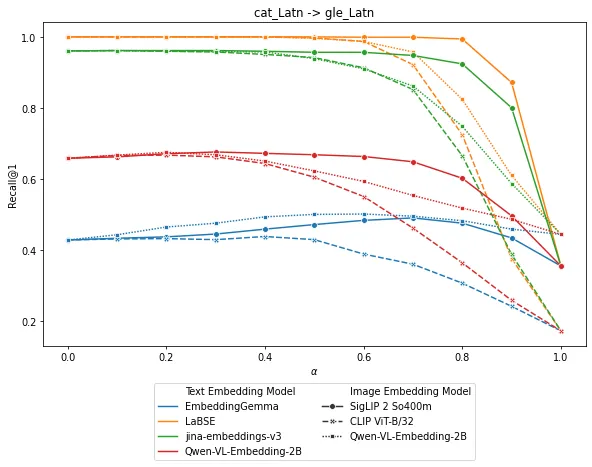 cat_Latn -> gle_Latn
Recall@1
1.0
0.8
0.6
0.4
0.2
0.0 0.2 0.4 0.6 0.8 1.0
α
Text Embedding Model Image Embedding Model
EmbeddingGemma SigLIP 2 So400m
LaBSE CLIP ViT-B/32
jina-embeddings-v3 Qwen-VL-Embedding-2B
Qwen-VL-Embedding-2B